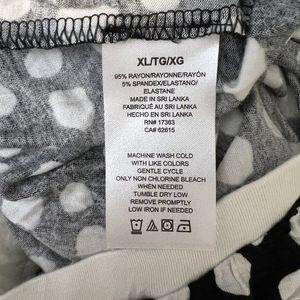 XL/TG/XG
95% RAYON/RAYONNE/RAYÓN
5% SPANDEX/ELASTANE/
ELASTANE
MADE IN SRI LANKA
FABRIQUÉ AU SRI LANKA
HECHO EN SRI LANKA
RN# 17363
CA# 62615
MACHINE WASH COLD
WITH LIKE COLORS
GENTLE CYCLE
ONLY NON CHLORINE BLEACH
WHEN NEEDED
TUMBLE DRY LOW
REMOVE PROMPTLY
LOW IRON IF NEEDED